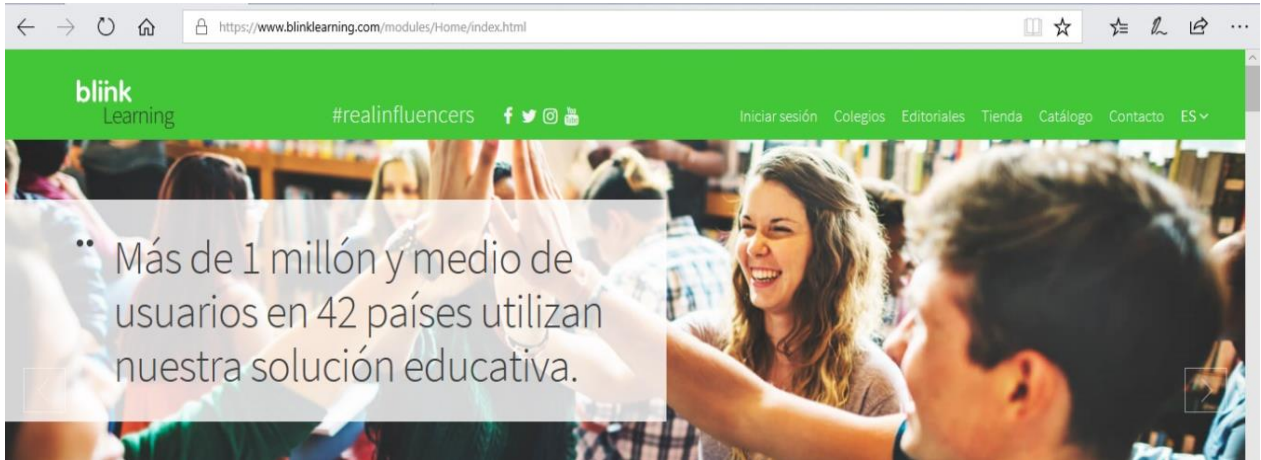 https://www.blinklearning.com/modules/Home/index.html
blink
Learning
#realinfluencers
Iniciar sesión Colegios Editoriales Tienda Catálogo Contacto ES
¨ Más de 1 millón y medio de
usuarios en 42 países utilizan
nuestra solución educativa.